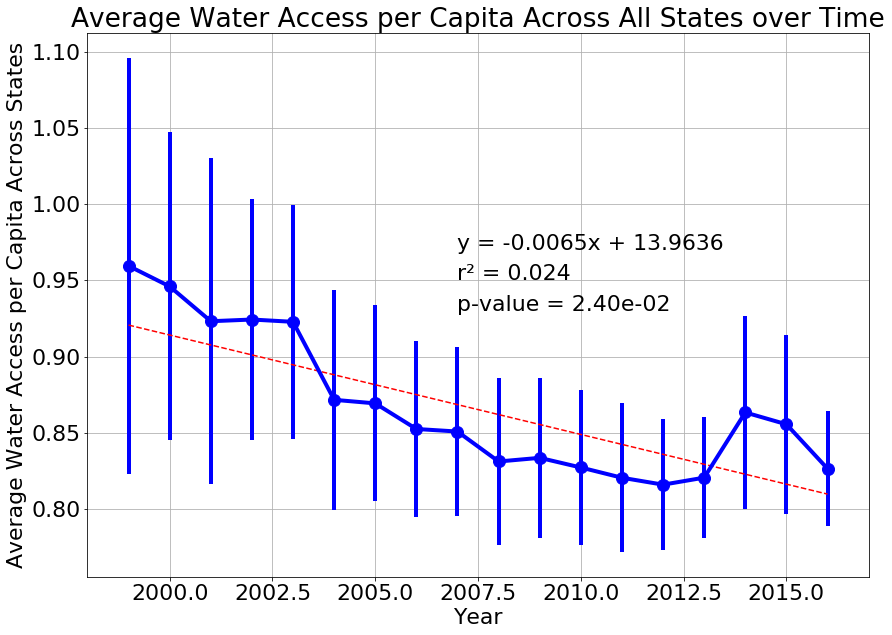 Average Water Access per Capita Across All States over Time
Average Water Access per Capita Across States
1.10
1.05
1.00
0.95
0.90
0.85
0.80
y = -0.0065x + 13.9636
r² = 0.024
p-value = 2.40e-02
2000.0 2002.5 2005.0 2007.5 2010.0 2012.5 2015.0
Year